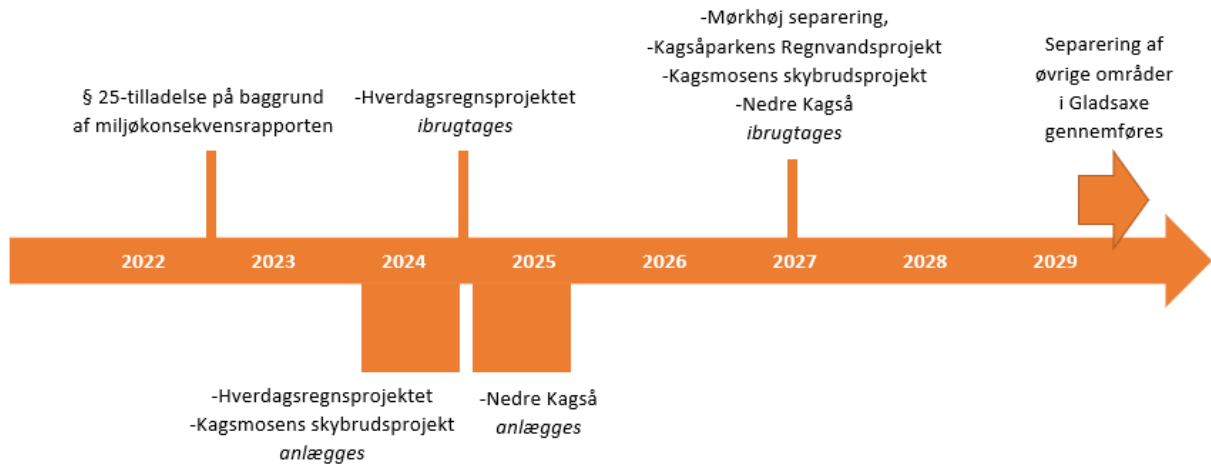 § 25-tilladelse på baggrund
af miljøkonsekvensrapporten
-Hverdagsregnsprojektet
ibrugtages
-Mørkhøj separering,
-Kagsåparkens Regnvandsprojekt
-Kagsmosens skybrudsprojekt
-Nedre Kagså
ibrugtages
Separering af
øvrige områder
i Gladsaxe
gennemføres
2022 2023 2024 2025 2026 2027 2028 2029
-Hverdagsregnsprojektet
-Kagsmosens skybrudsprojekt
anlægges
-Nedre Kagså
anlægges